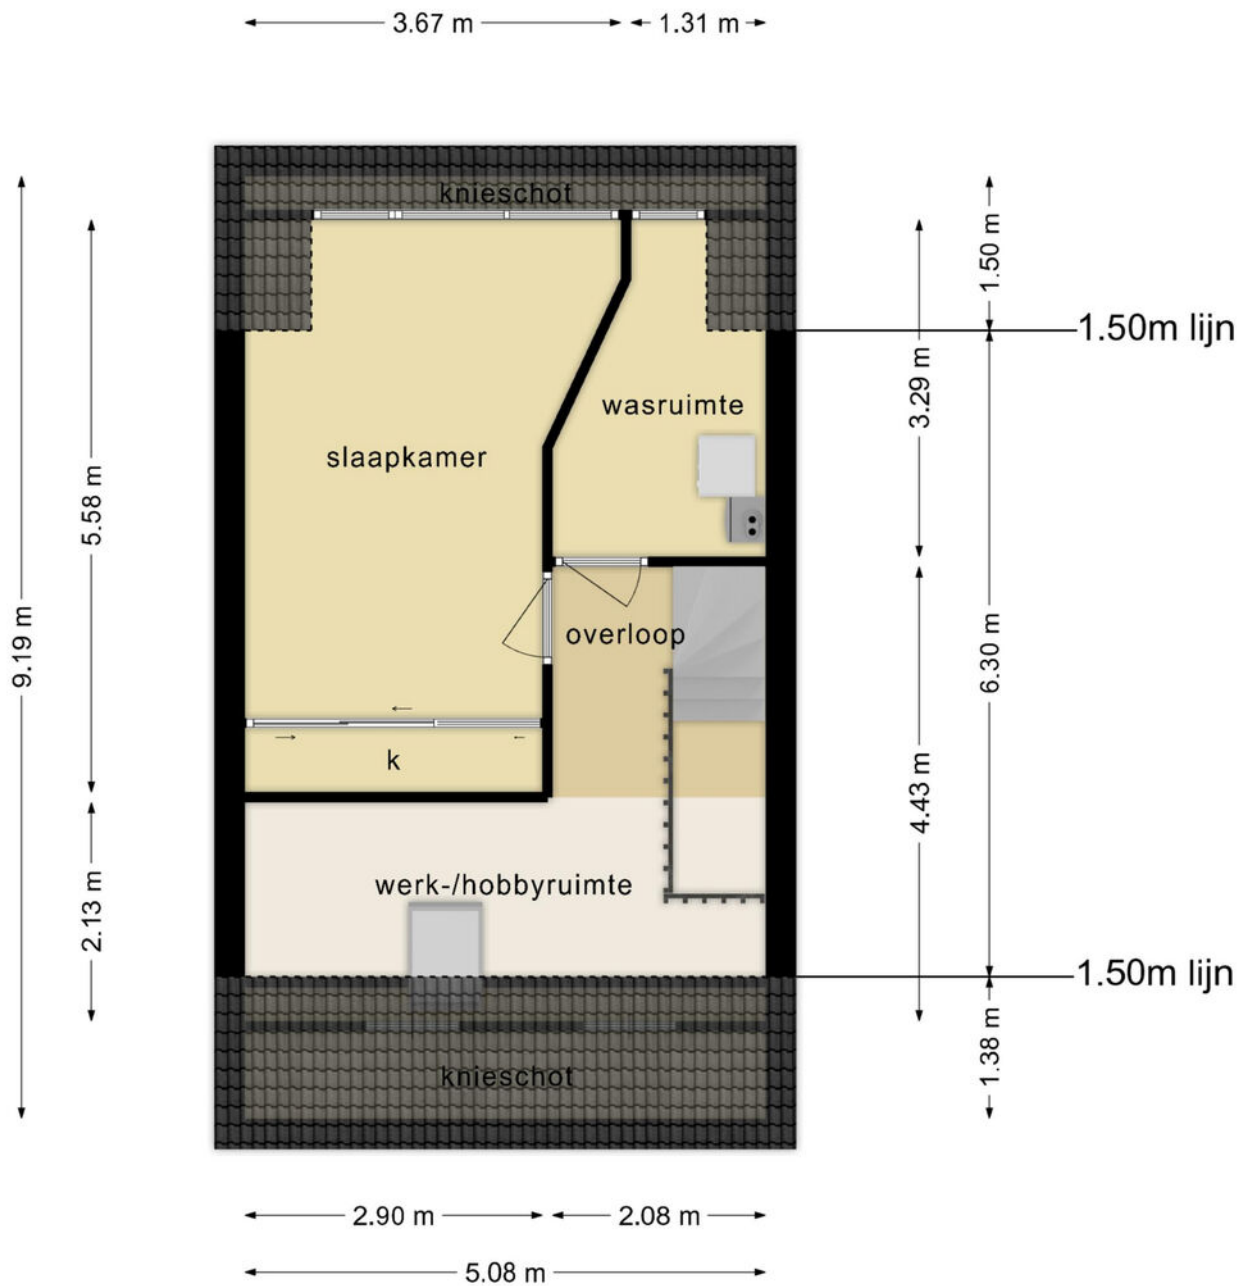 3.67 m
1.31 m
knieschot
1.50 m
1.50m lijn
3.29 m
wasruimte
slaapkamer
5.58 m
9.19 m
overloop
6.30 m
k
4.43 m
werk-/hobbyruimte
2.13 m
1.50m lijn
1.38 m
knieschot
2.90 m
2.08 m
5.08 m